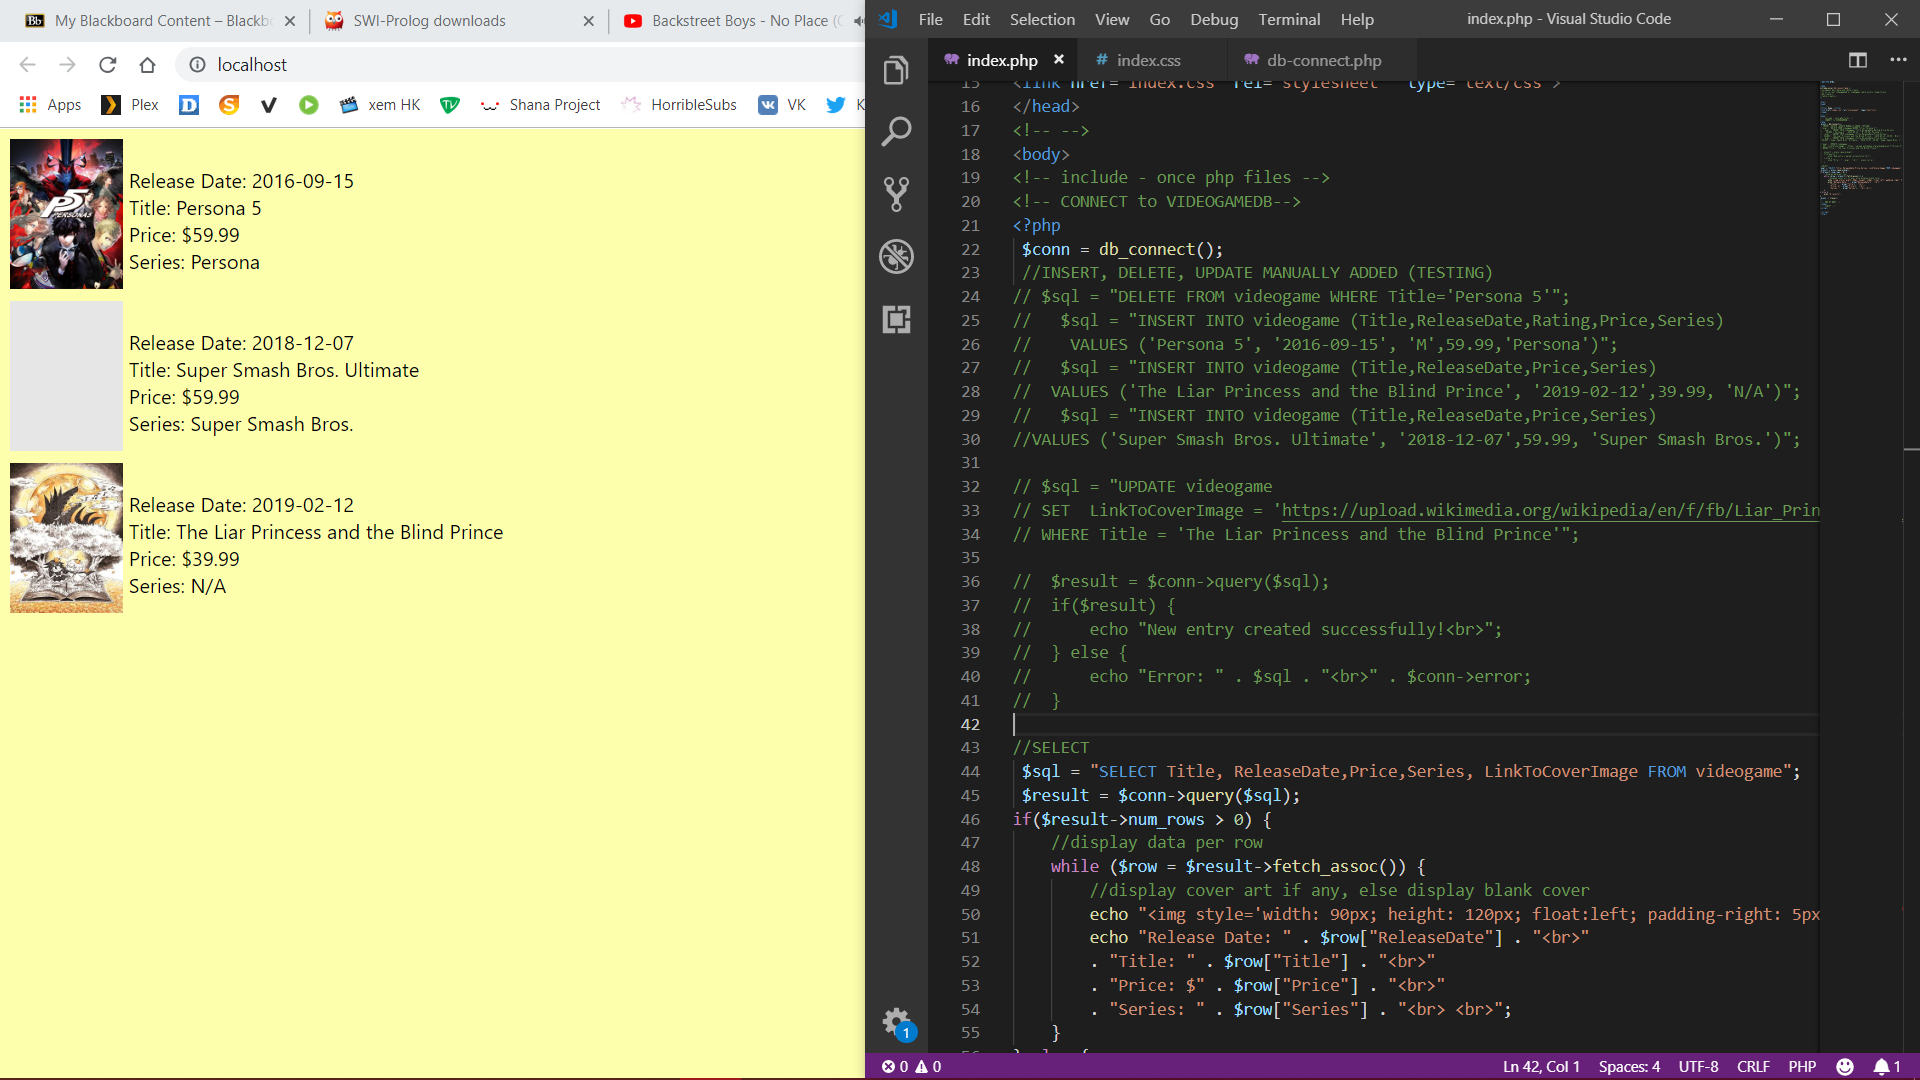 My Blackboard Content – Blackb
SWI-Prolog downloads
Backstreet Boys - No Place (
localhost
Apps
Plex
xem HK
Shana Project
HorribleSubs
VK
K
PERSONA5
Release Date: 2016-09-15
Title: Persona 5
Price: $59.99
Series: Persona
Release Date: 2018-12-07
Title: Super Smash Bros. Ultimate
Price: $59.99
Series: Super Smash Bros.
Release Date: 2019-02-12
Title: The Liar Princess and the Blind Prince
Price: $39.99
Series: N/A
File Edit Selection View Go Debug Terminal Help
index.php - Visual Studio Code
index.php
# index.css
db-connect.php
15 <link href="index.css" rel="stylesheet" type="text/css">
16 </head>
17 <!-- -->
18 <body>
19 <!-- include - once php files -->
20 <!-- CONNECT to VIDEOGAMEDB-->
21 <?php
22 $conn = db_connect();
23 //INSERT, DELETE, UPDATE MANUALLY ADDED (TESTING)
24 // $sql = "DELETE FROM videogame WHERE Title='Persona 5'";
25 // $sql = "INSERT INTO videogame (Title,ReleaseDate,Rating,Price,Series)
26 // VALUES ('Persona 5', '2016-09-15', 'M',59.99,'Persona')";
27 // $sql = "INSERT INTO videogame (Title,ReleaseDate,Price,Series)
28 // VALUES ('The Liar Princess and the Blind Prince', '2019-02-12',39.99, 'N/A')";
29 // $sql = "INSERT INTO videogame (Title,ReleaseDate,Price,Series)
30 //VALUES ('Super Smash Bros. Ultimate', '2018-12-07',59.99, 'Super Smash Bros.')";
31
32 // $sql = "UPDATE videogame
33 // SET LinkToCoverImage = 'https://upload.wikimedia.org/wikipedia/en/f/fb/Liar_Prin
34 // WHERE Title = 'The Liar Princess and the Blind Prince'";
35
36 // $result = $conn->query($sql);
37 // if($result) {
38 // echo "New entry created successfully!<br>";
39 // } else {
40 // echo "Error: " . $sql . "<br>" . $conn->error;
41 // }
42
43 //SELECT
44 $sql = "SELECT Title, ReleaseDate,Price,Series, LinkToCoverImage FROM videogame";
45 $result = $conn->query($sql);
46 if($result->num_rows > 0) {
47 //display data per row
48 while ($row = $result->fetch_assoc()) {
49 //display cover art if any, else display blank cover
50 echo "<img style='width: 90px; height: 120px; float:left; padding-right: 5px
51 echo "Release Date: " . $row["ReleaseDate"] . "<br>"
52 . "Title: " . $row["Title"] . "<br>"
53 . "Price: $" . $row["Price"] . "<br>"
54 . "Series: " . $row["Series"] . "<br> <br>";
55 }
1
0 0
Ln 42, Col 1 Spaces: 4 UTF-8 CRLF PHP 1